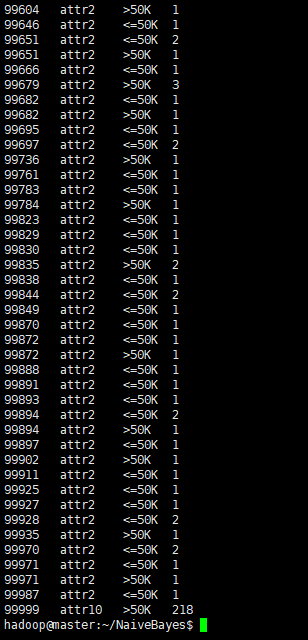 99604 attr2 >50K 1
99646 attr2 <=50K 1
99651 attr2 <=50K 2
99651 attr2 >50K 1
99666 attr2 <=50K 1
99679 attr2 >50K 3
99682 attr2 <=50K 1
99682 attr2 >50K 1
99695 attr2 <=50K 1
99697 attr2 <=50K 2
99736 attr2 >50K 1
99761 attr2 <=50K 1
99783 attr2 <=50K 1
99784 attr2 >50K 1
99823 attr2 <=50K 1
99829 attr2 <=50K 1
99830 attr2 <=50K 1
99835 attr2 >50K 2
99838 attr2 <=50K 1
99844 attr2 <=50K 2
99849 attr2 <=50K 1
99870 attr2 <=50K 1
99872 attr2 <=50K 1
99872 attr2 >50K 1
99888 attr2 <=50K 1
99891 attr2 <=50K 1
99893 attr2 <=50K 1
99894 attr2 <=50K 2
99894 attr2 >50K 1
99897 attr2 <=50K 1
99902 attr2 >50K 1
99911 attr2 <=50K 1
99925 attr2 <=50K 1
99927 attr2 <=50K 1
99928 attr2 <=50K 2
99935 attr2 >50K 1
99970 attr2 <=50K 2
99971 attr2 <=50K 1
99971 attr2 >50K 1
99987 attr2 <=50K 1
99999 attr10 >50K 218
hadoop@master:~/NaiveBayes$